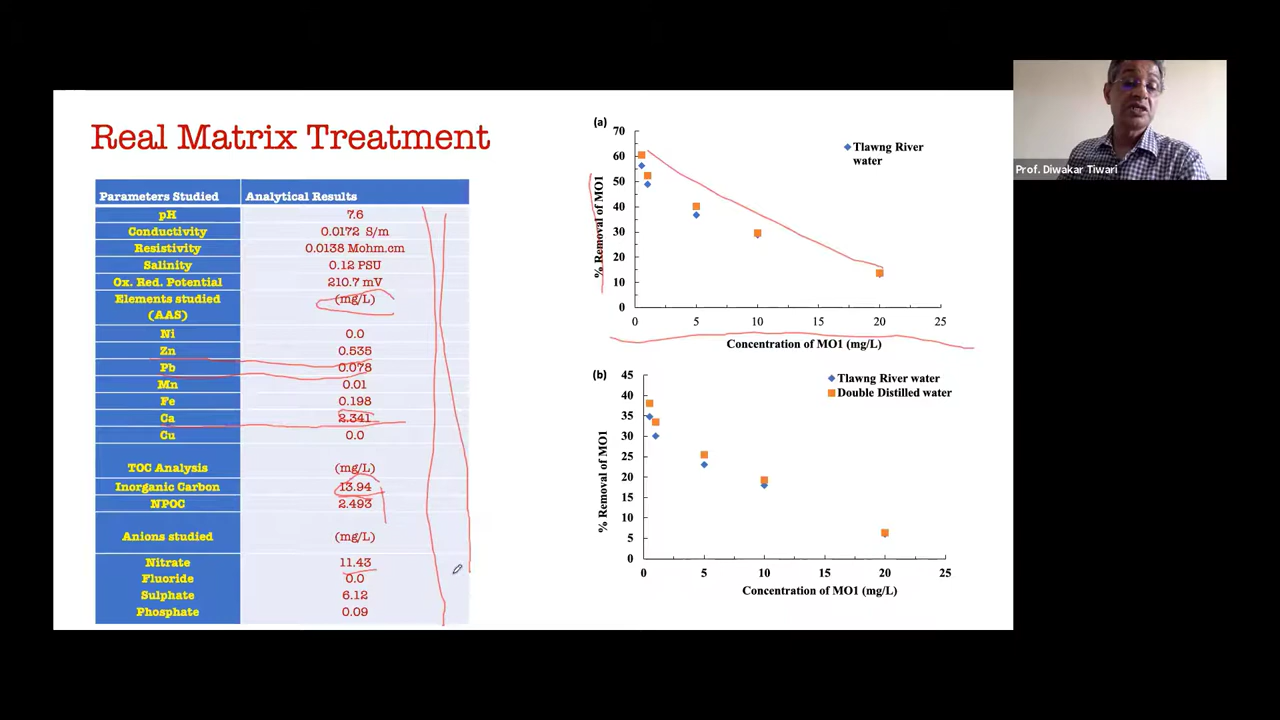 Real Matrix Treatment
Parameters Studied Analytical Results
pH 7.6
Conductivity 0.0172 S/m
Resistivity 0.0138 Mohm.cm
Salinity 0.12 PSU
Ox. Red. Potential 210.7 mV
Elements studied (mg/L)
(AAS)
Ni 0.0
Zn 0.535
Pb 0.078
Mn 0.01
Fe 0.198
Ca 2.341
Cu 0.0
TOC Analysis (mg/L)
Inorganic Carbon 13.94
NPOC 2.493
Anions studied (mg/L)
Nitrate 11.43
Fluoride 0.0
Sulphate 6.12
Phosphate 0.09
(a)
70
60
50
40
30
20
10
0
% Removal of MO1
Tlawng River
water
0 5 10 15 20 25
Concentration of MO1 (mg/L)
(b)
45
40
35
30
25
20
15
10
5
0
% Removal of MO1
Tlawng River water
Double Distilled water
0 5 10 15 20 25
Concentration of MO1 (mg/L)
Prof. Diwakar Tiwari